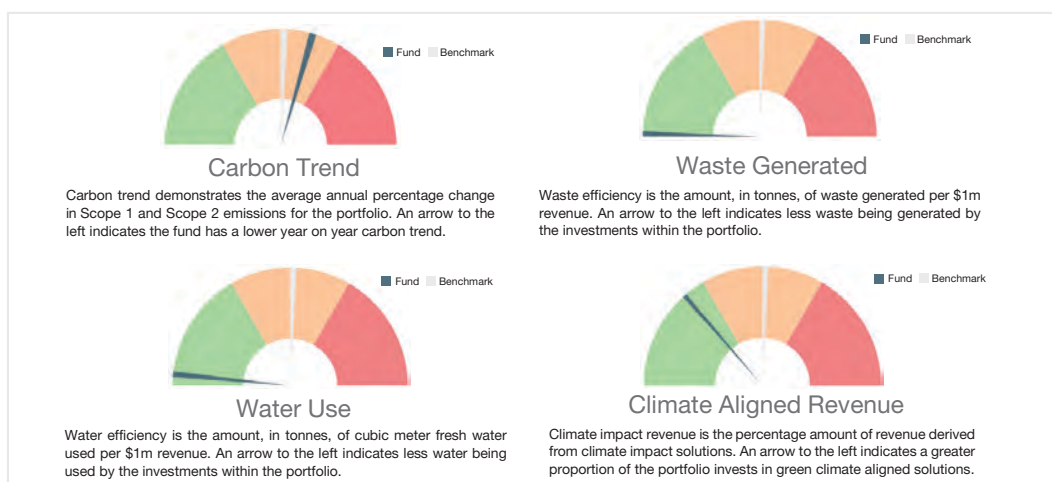 Fund Benchmark
Carbon Trend
Carbon trend demonstrates the average annual percentage change
in Scope 1 and Scope 2 emissions for the portfolio. An arrow to the
left indicates the fund has a lower year on year carbon trend.
Fund Benchmark
Waste Generated
Waste efficiency is the amount, in tonnes, of waste generated per $1m
revenue. An arrow to the left indicates less waste being generated by
the investments within the portfolio.
Fund Benchmark
Water Use
Water efficiency is the amount, in tonnes, of cubic meter fresh water
used per $1m revenue. An arrow to the left indicates less water being
used by the investments within the portfolio.
Fund Benchmark
Climate Aligned Revenue
Climate impact revenue is the percentage amount of revenue derived
from climate impact solutions. An arrow to the left indicates a greater
proportion of the portfolio invests in green climate aligned solutions.